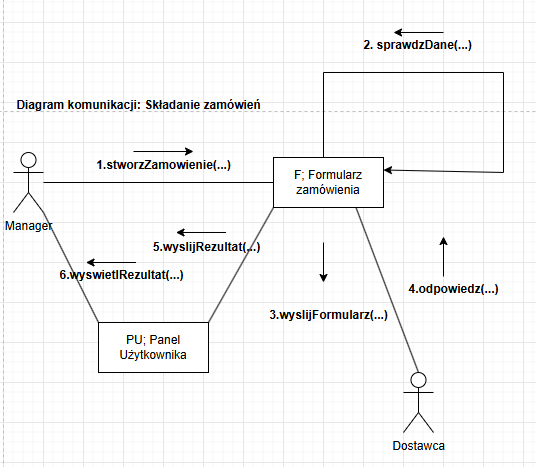 2. sprawdzDane(...)
Diagram komunikacji: Składanie zamówień
1.stworzZamowienie(...)
F; Formularz
zamówienia
Manager
5.wyslijRezultat(...)
6.wyswietlRezultat(...)
4.odpowiedz(...)
3.wyslijFormularz(...)
PU; Panel
Użytkownika
Dostawca